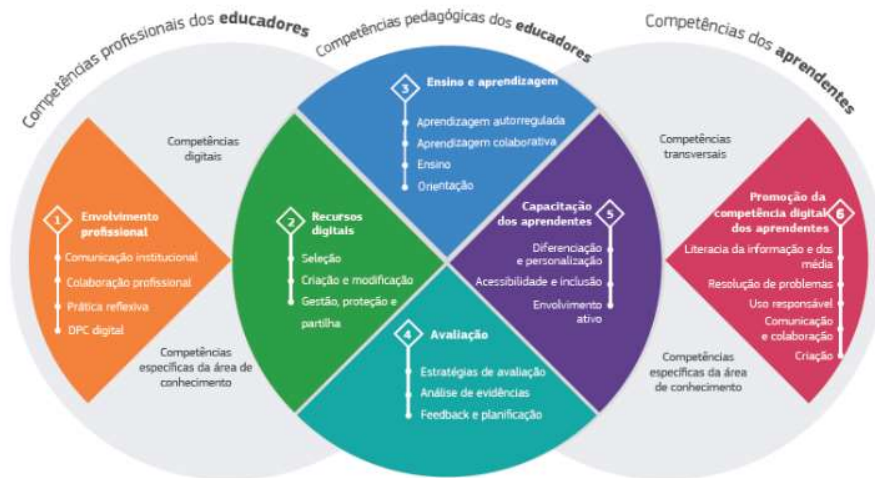 Competências profissionais dos educadores
Competências pedagógicas dos educadores
Competências dos aprendentes
Competências
digitais
Competências
específicas da área de
conhecimento
1
Envolvimento
profissional
Comunicação institucional
Colaboração profissional
Prática reflexiva
DPC digital
2
Recursos
digitais
Seleção
Criação e modificação
Gestão, proteção e
partilha
3
Ensino e aprendizagem
Aprendizagem autorregulada
Aprendizagem colaborativa
Ensino
Orientação
4
Avaliação
Estratégias de avaliação
Análise de evidências
Feedback e planificação
5
Capacitação
dos aprendentes
Diferenciação
e personalização
Acessibilidade e inclusão
Envolvimento
ativo
Competências
transversais
Competências
específicas da área
de conhecimento
6
Promoção da
competência digital
dos aprendentes
Literacia da informação e dos
média
Resolução de problemas
Uso responsável
Comunicação
e colaboração
Criação